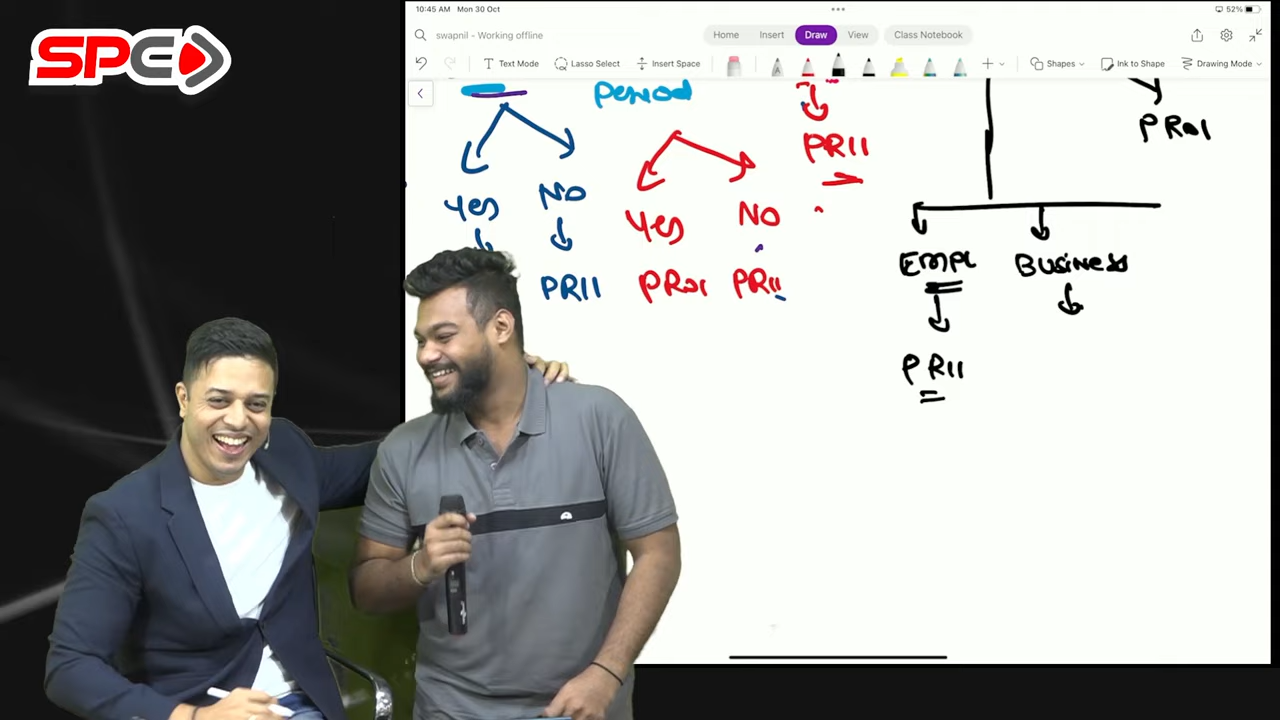 SPED
10:45 AM Mon 30 Oct
52%
swapnil - Working offline
Home Insert Draw View Class Notebook
Text Mode Lasso Select Insert Space Shapes Ink to Shape Drawing Mode
Period
PR01
PR11
Yes NO
Yes NO
EMPL Business
PR11 PR01 PR11
PR11